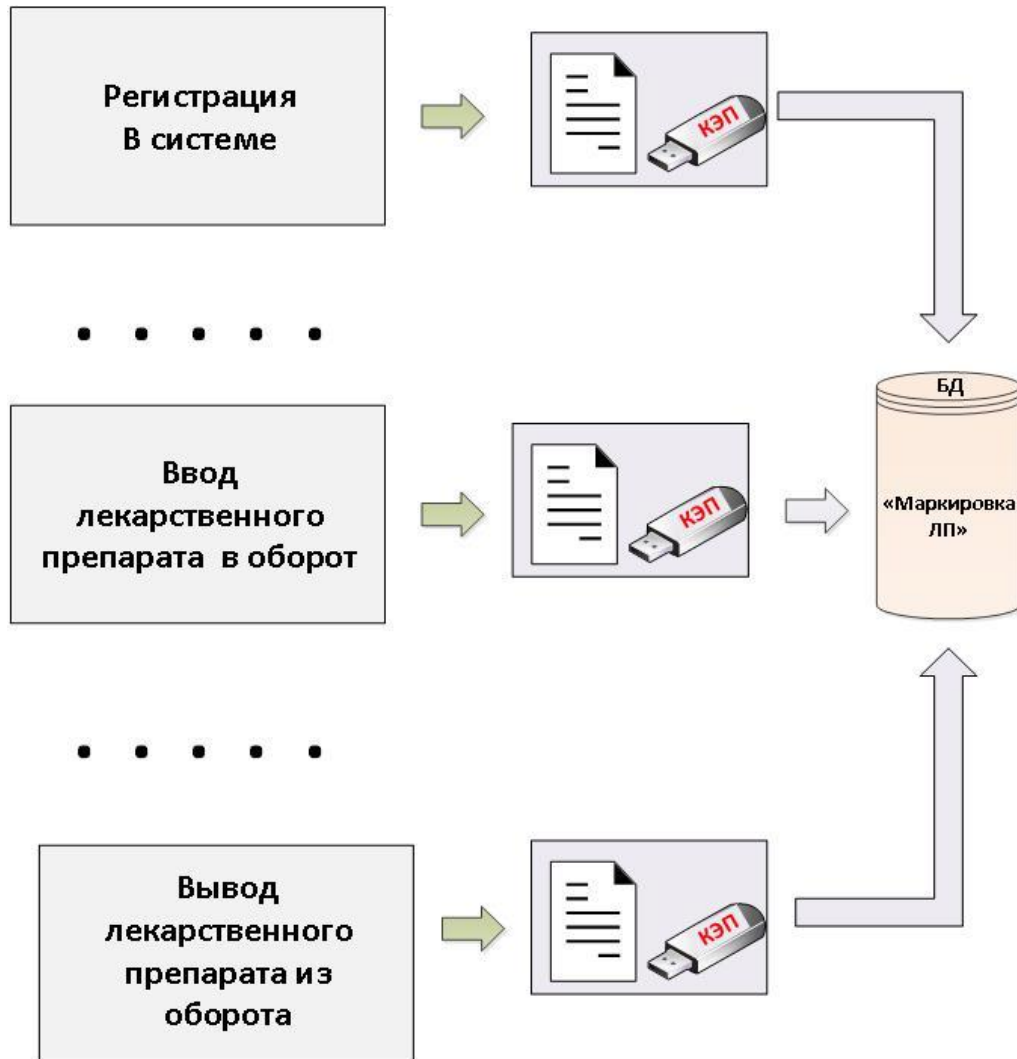 Регистрация
В системе
КЭП
БД
«Маркировка
ЛП»
Ввод
лекарственного
препарата в оборот
КЭП
Вывод
лекарственного
препарата из
оборота
КЭП